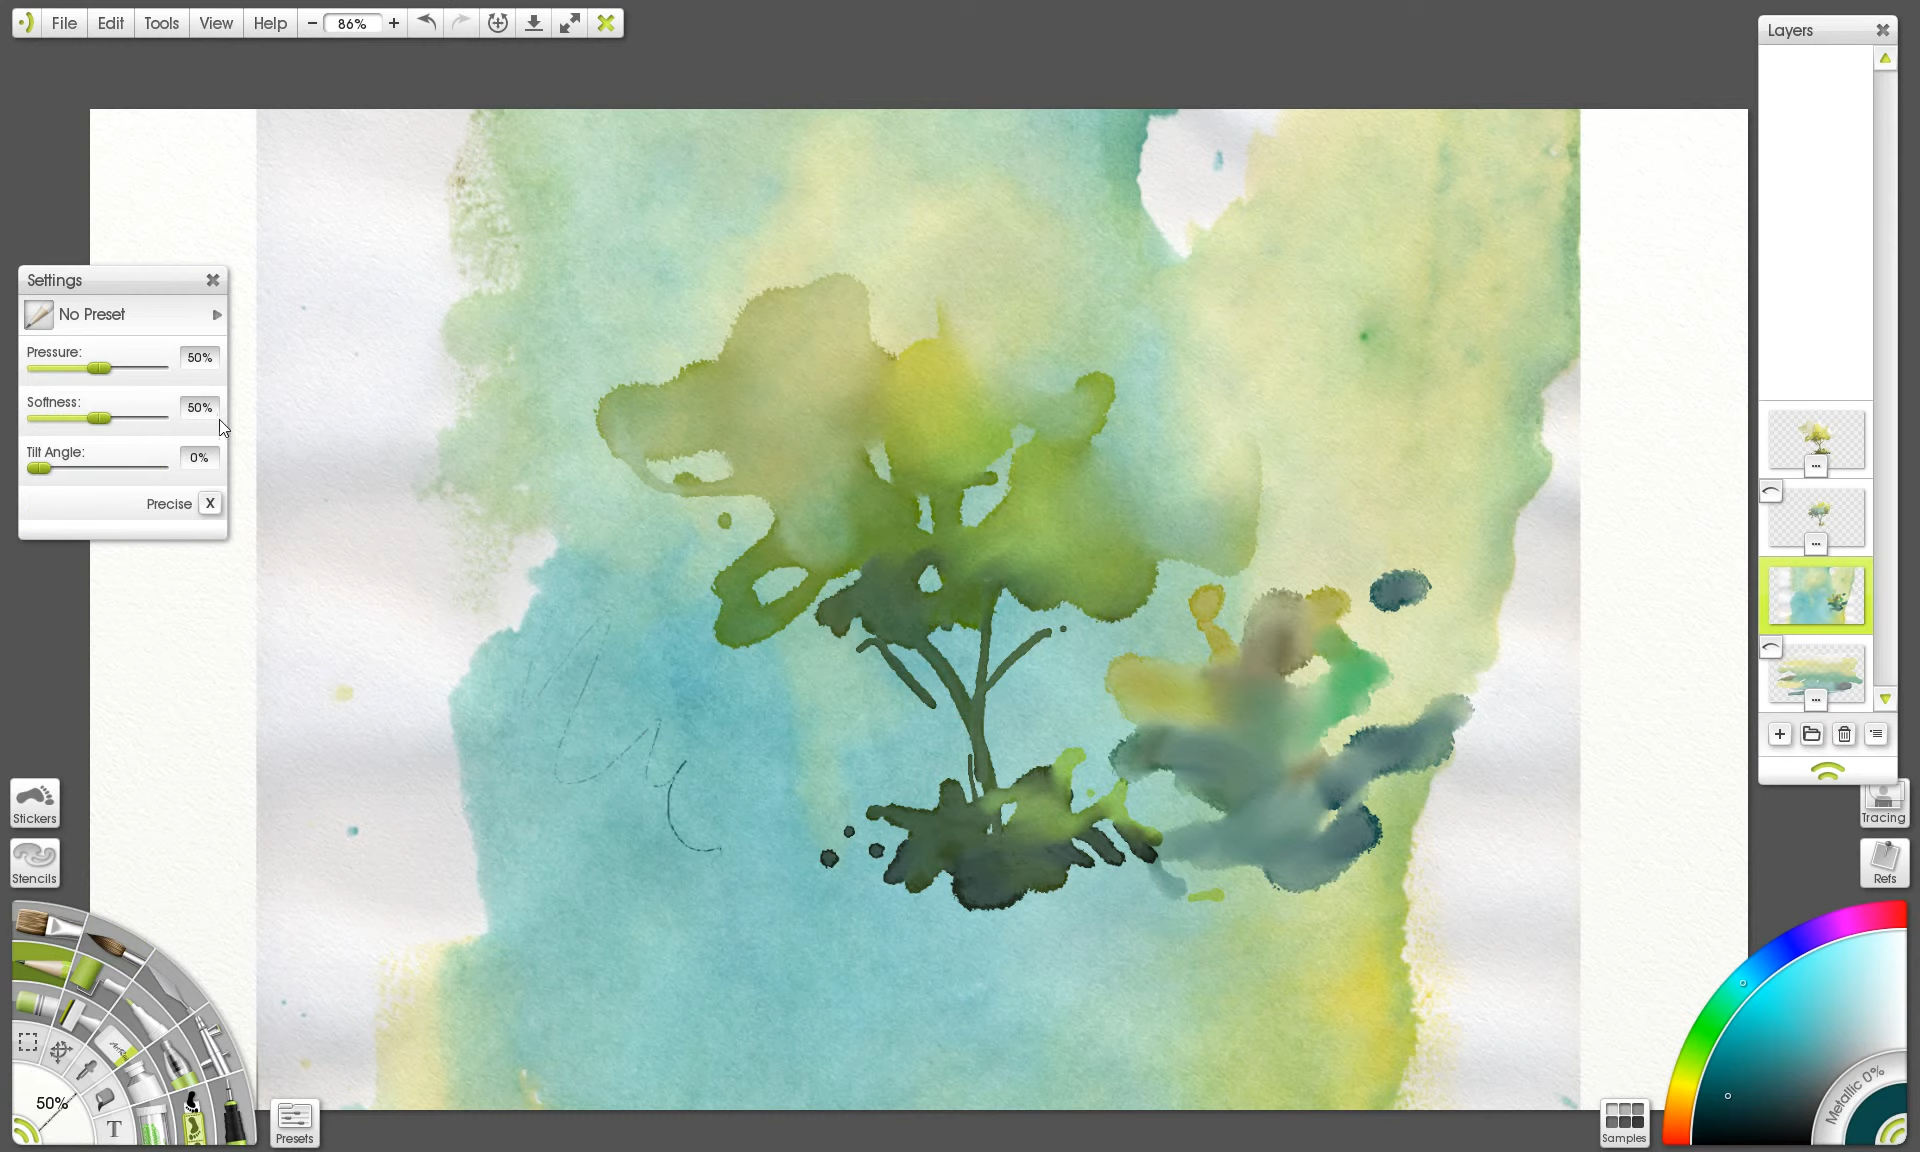 File Edit Tools View Help 86%
Layers
Settings
No Preset
Pressure: 50%
Softness: 50%
Tilt Angle: 0%
Precise X
Stickers
Stencils
Tracing
Refs
50%
T
Presets
Samples
Metallic 0%